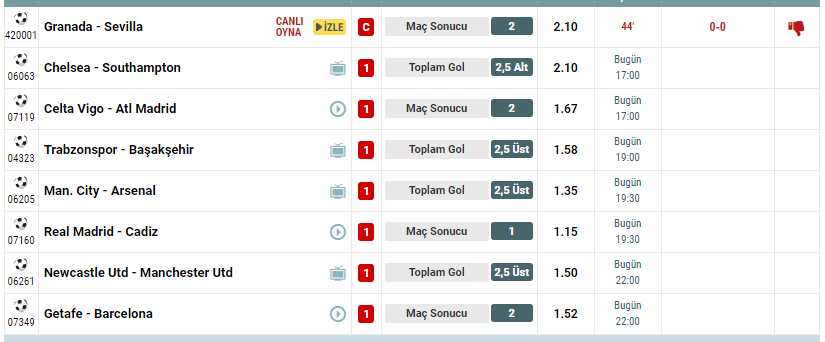 420001 Granada - Sevilla CANLI OYNA İZLE C Maç Sonucu 2 2.10 44' 0-0
06063 Chelsea - Southampton 1 Toplam Gol 2,5 Alt 2.10 Bugün 17:00
07119 Celta Vigo - Atl Madrid 1 Maç Sonucu 2 1.67 Bugün 17:00
04323 Trabzonspor - Başakşehir 1 Toplam Gol 2,5 Üst 1.58 Bugün 19:00
06205 Man. City - Arsenal 1 Toplam Gol 2,5 Üst 1.35 Bugün 19:30
07160 Real Madrid - Cadiz 1 Maç Sonucu 1 1.15 Bugün 19:30
06261 Newcastle Utd - Manchester Utd 1 Toplam Gol 2,5 Üst 1.50 Bugün 22:00
07349 Getafe - Barcelona 1 Maç Sonucu 2 1.52 Bugün 22:00